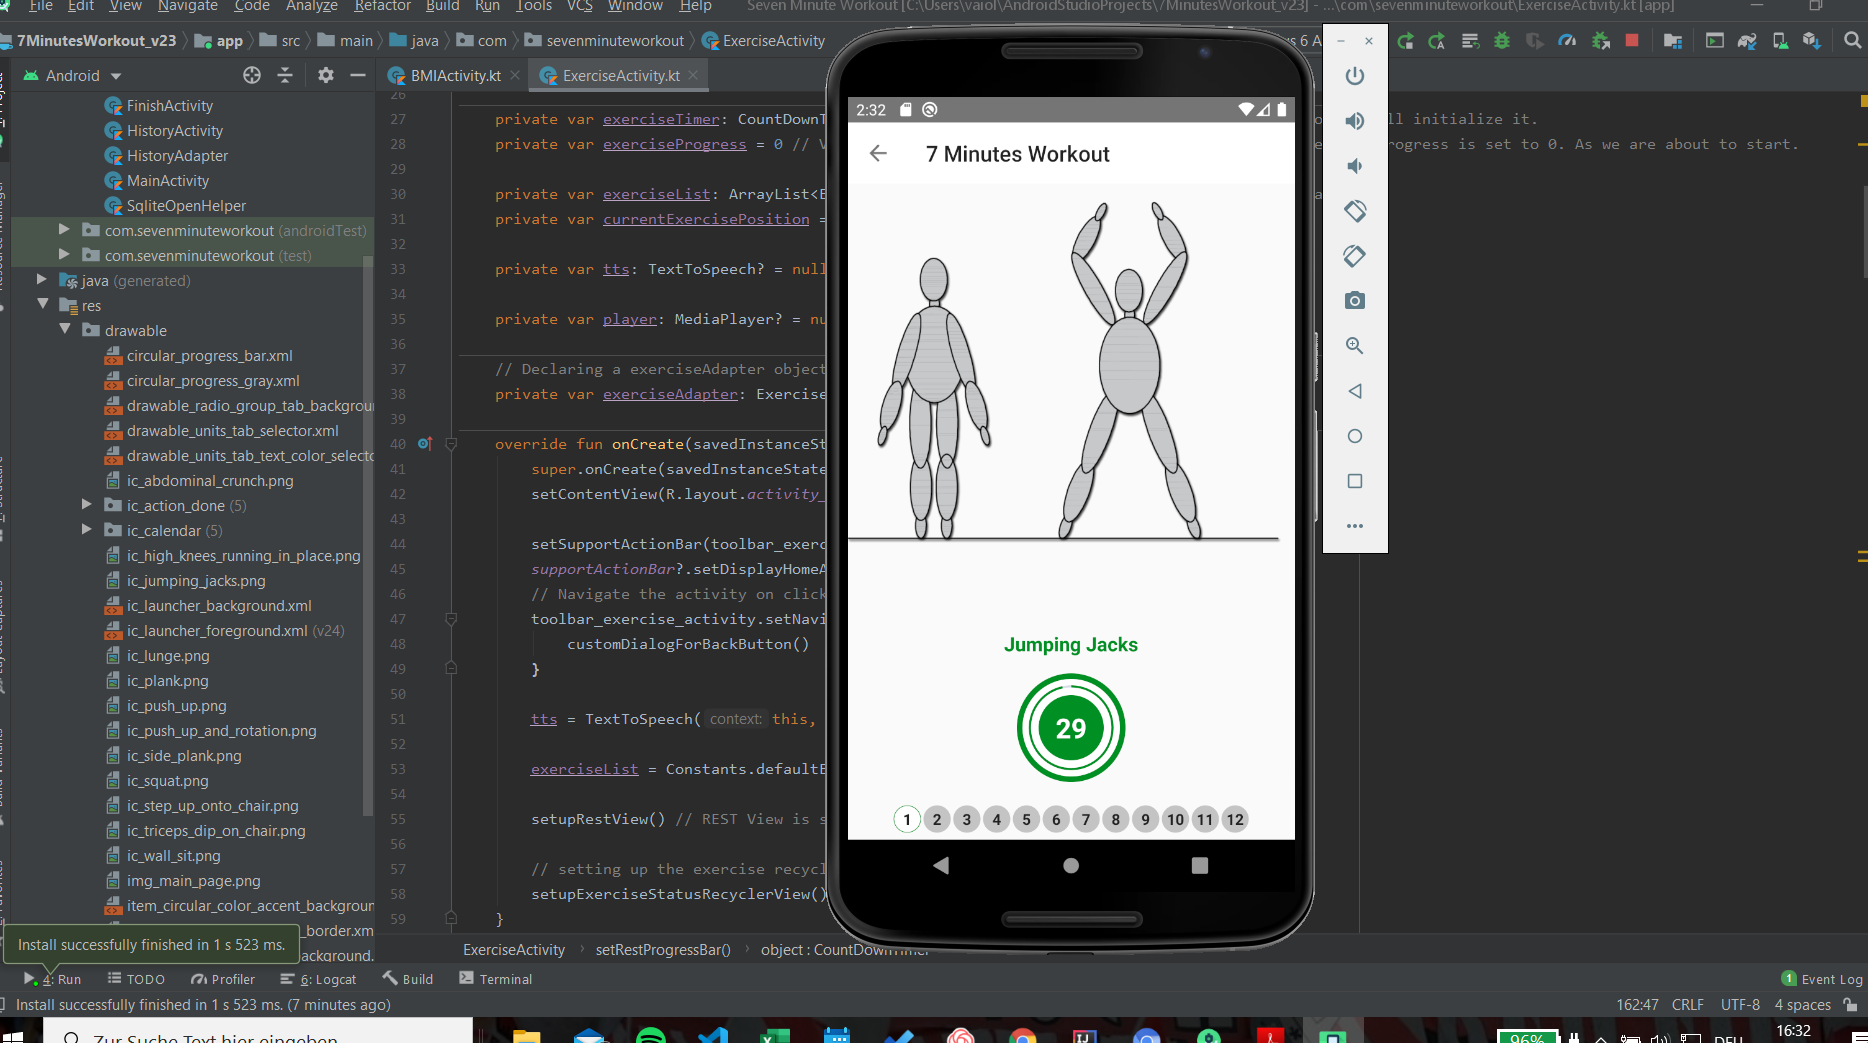 File Edit View Navigate Code Analyze Refactor Build Run Tools VCS Window Help Seven Minute Workout [C:\Users\vaiol\AndroidStudioProjects\7MinutesWorkout_v23] - ...\com\sevenminuteworkout\ExerciseActivity.kt [app]
7MinutesWorkout_v23 app src main java com sevenminuteworkout ExerciseActivity
Android
BMIActivity.kt
ExerciseActivity.kt
FinishActivity
HistoryActivity
HistoryAdapter
MainActivity
SqliteOpenHelper
com.sevenminuteworkout (androidTest)
com.sevenminuteworkout (test)
java (generated)
res
drawable
circular_progress_bar.xml
circular_progress_gray.xml
drawable_radio_group_tab_backgrou
drawable_units_tab_selector.xml
drawable_units_tab_text_color_selecto
ic_abdominal_crunch.png
ic_action_done (5)
ic_calendar (5)
ic_high_knees_running_in_place.png
ic_jumping_jacks.png
ic_launcher_background.xml
ic_launcher_foreground.xml (v24)
ic_lunge.png
ic_plank.png
ic_push_up.png
ic_push_up_and_rotation.png
ic_side_plank.png
ic_squat.png
ic_step_up_onto_chair.png
ic_triceps_dip_on_chair.png
ic_wall_sit.png
img_main_page.png
item_circular_color_accent_backgroun
_border.xm
ackground.
Install successfully finished in 1 s 523 ms.
26
27 private var exerciseTimer: CountDownT ll initialize it.
28 private var exerciseProgress = 0 // V rogress is set to 0. As we are about to start.
29
30 private var exerciseList: ArrayList<E
31 private var currentExercisePosition =
32
33 private var tts: TextToSpeech? = null
34
35 private var player: MediaPlayer? = nu
36
37 // Declaring a exerciseAdapter object
38 private var exerciseAdapter: Exercise
39
40 override fun onCreate(savedInstanceSt
41 super.onCreate(savedInstanceState
42 setContentView(R.layout.activity_
43
44 setSupportActionBar(toolbar_exerc
45 supportActionBar?.setDisplayHomeA
46 // Navigate the activity on click
47 toolbar_exercise_activity.setNavi
48 customDialogForBackButton()
49 }
50
51 tts = TextToSpeech( context: this,
52
53 exerciseList = Constants.defaultE
54
55 setupRestView() // REST View is s
56
57 // setting up the exercise recycl
58 setupExerciseStatusRecyclerView()
59 }
2:32
7 Minutes Workout
Jumping Jacks
29
1 2 3 4 5 6 7 8 9 10 11 12
ExerciseActivity setRestProgressBar() object : CountDownTimer
4: Run TODO Profiler 6: Logcat Build Terminal 1 Event Log
Install successfully finished in 1 s 523 ms. (7 minutes ago) 162:47 CRLF UTF-8 4 spaces
Zur Suche Text hier eingeben
96% DEU 16:32